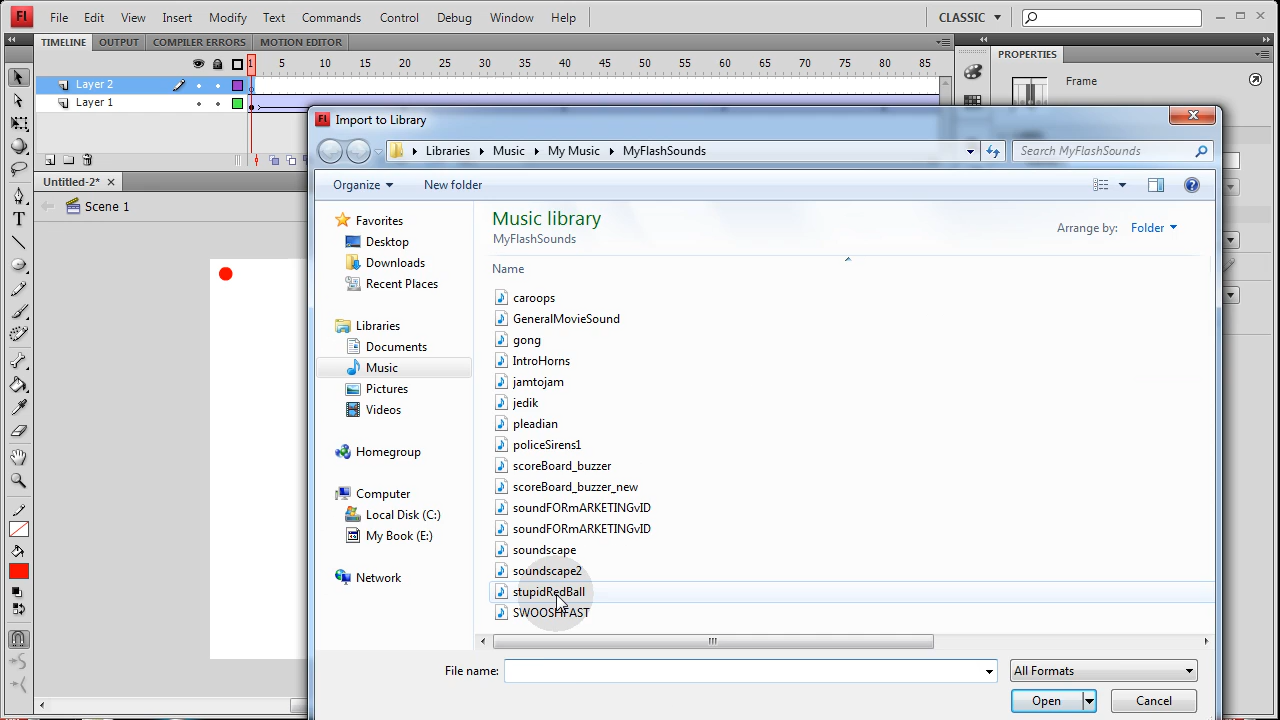 Fl File Edit View Insert Modify Text Commands Control Debug Window Help CLASSIC
TIMELINE OUTPUT COMPILER ERRORS MOTION EDITOR PROPERTIES
1 5 10 15 20 25 30 35 40 45 50 55 60 65 70 75 80 85
Layer 2
Layer 1
Frame
Untitled-2*
Scene 1
Fl Import to Library
Libraries Music My Music MyFlashSounds
Search MyFlashSounds
Organize New folder
Favorites
Desktop
Downloads
Recent Places
Libraries
Documents
Music
Pictures
Videos
Homegroup
Computer
Local Disk (C:)
My Book (E:)
Network
Music library
MyFlashSounds
Arrange by: Folder
Name
caroops
GeneralMovieSound
gong
IntroHorns
jamtojam
jedik
pleadian
policeSirens1
scoreBoard_buzzer
scoreBoard_buzzer_new
soundFORmARKETINGvID
soundFORmARKETINGvID
soundscape
soundscape2
stupidRedBall
SWOOSHFAST
File name:
All Formats
Open Cancel